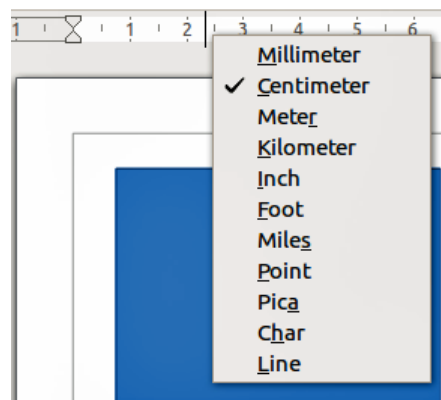 1 1 2 3 4 5 6
Millimeter
Centimeter
Meter
Kilometer
Inch
Foot
Miles
Point
Pica
Char
Line